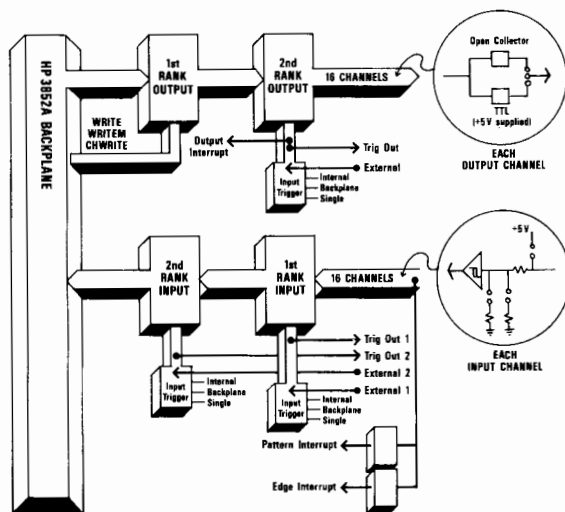 HP 3852A BACKPLANE
1st
RANK
OUTPUT
2nd
RANK
OUTPUT
16 CHANNELS
Open Collector
TTL
(+5V supplied)
EACH
OUTPUT CHANNEL
WRITE
WRITEM
CHWRITE
Output
Interrupt
Trig Out
External
Input
Trigger
Internal
Backplane
Single
2nd
RANK
INPUT
1st
RANK
INPUT
16 CHANNELS
+5V
EACH
INPUT CHANNEL
Trig Out 1
Trig Out 2
External 2
External 1
Input
Trigger
Internal
Backplane
Single
Input
Trigger
Internal
Backplane
Single
Pattern Interrupt
Edge Interrupt